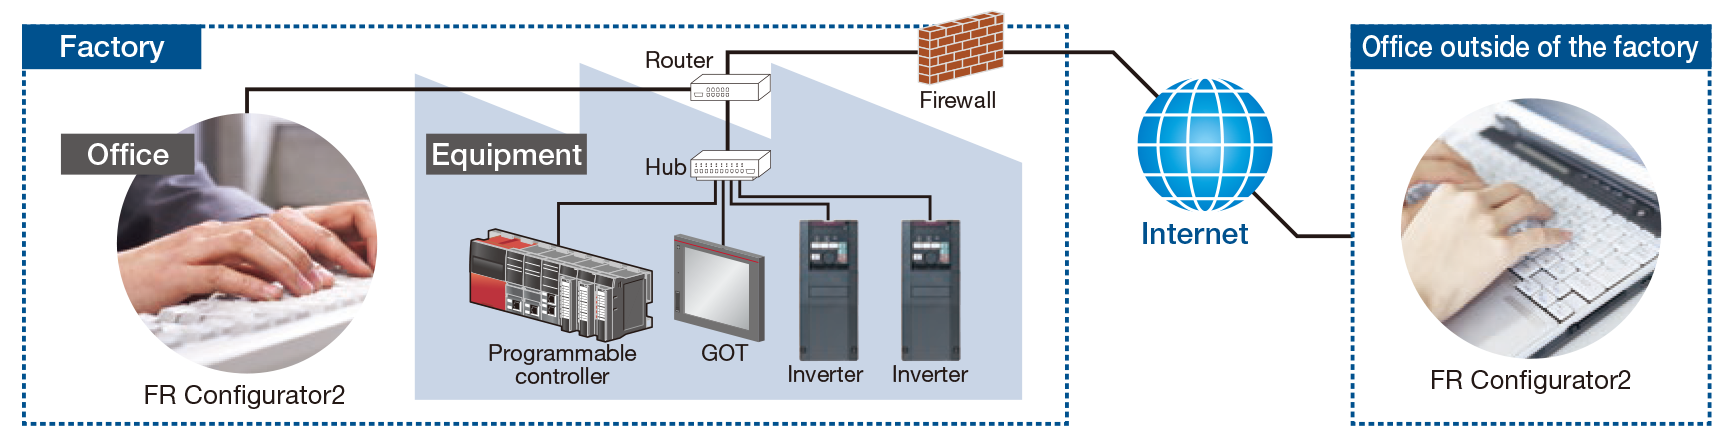 Factory
Office outside of the factory
Router
Firewall
Office
Equipment
Hub
Internet
Programmable
controller
GOT
Inverter
Inverter
FR Configurator2
FR Configurator2